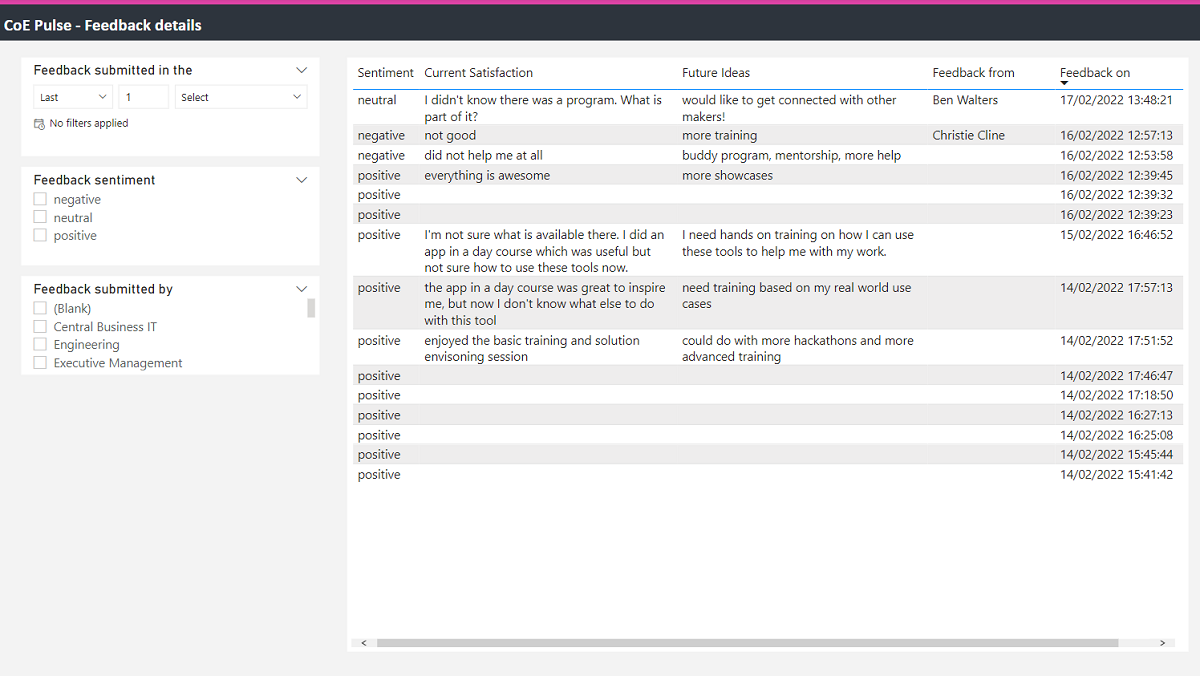 CoE Pulse - Feedback details
Feedback submitted in the
Last
1
Select
No filters applied
Feedback sentiment
negative
neutral
positive
Feedback submitted by
(Blank)
Central Business IT
Engineering
Executive Management
Sentiment Current Satisfaction Future Ideas Feedback from Feedback on
neutral I didn't know there was a program. What is would like to get connected with other Ben Walters 17/02/2022 13:48:21
part of it? makers!
negative not good more training Christie Cline 16/02/2022 12:57:13
negative did not help me at all buddy program, mentorship, more help 16/02/2022 12:53:58
positive everything is awesome more showcases 16/02/2022 12:39:45
positive 16/02/2022 12:39:32
positive 16/02/2022 12:39:23
positive I'm not sure what is available there. I did an I need hands on training on how I can use 15/02/2022 16:46:52
app in a day course which was useful but these tools to help me with my work.
not sure how to use these tools now.
positive the app in a day course was great to inspire need training based on my real world use 14/02/2022 17:57:13
me, but now I don't know what else to do cases
with this tool
positive enjoyed the basic training and solution could do with more hackathons and more 14/02/2022 17:51:52
envisoning session advanced training
positive 14/02/2022 17:46:47
positive 14/02/2022 17:18:50
positive 14/02/2022 16:27:13
positive 14/02/2022 16:25:08
positive 14/02/2022 15:45:44
positive 14/02/2022 15:41:42